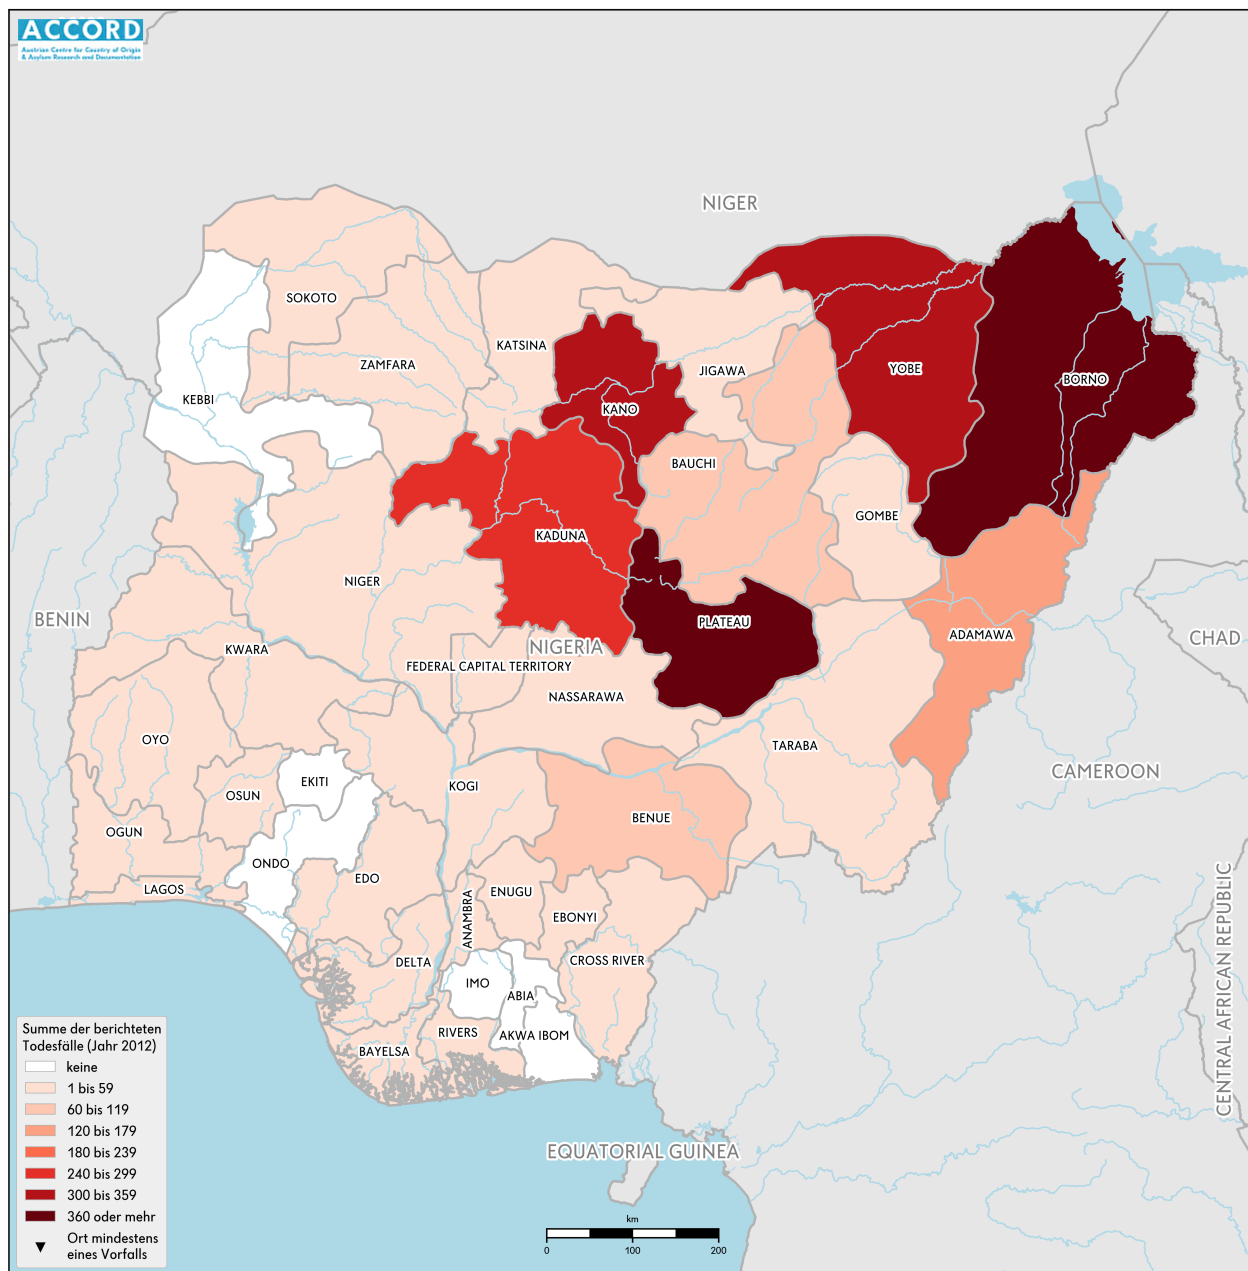 ACCORD
Austrian Centre for Country of Origin
& Asylum Research and Documentation
NIGER
SOKOTO
KATSINA
ZAMFARA
JIGAWA
YOBE
BORNO
KEBBI
KANO
BAUCHI
GOMBE
KADUNA
NIGER
BENIN
PLATEAU
ADAMAWA
CHAD
KWARA
NIGERIA
FEDERAL CAPITAL TERRITORY
NASSARAWA
OYO
TARABA
CAMEROON
EKITI
KOGI
OSUN
BENUE
OGUN
ONDO
EDO
LAGOS
ENUGU
ANAMBRA
EBONYI
CENTRAL AFRICAN REPUBLIC
DELTA
CROSS RIVER
IMO
ABIA
RIVERS
AKWA IBOM
BAYELSA
EQUATORIAL GUINEA
Summe der berichteten
Todesfälle (Jahr 2012)
keine
1 bis 59
60 bis 119
120 bis 179
180 bis 239
240 bis 299
300 bis 359
360 oder mehr
Ort mindestens
eines Vorfalls
km
0 100 200